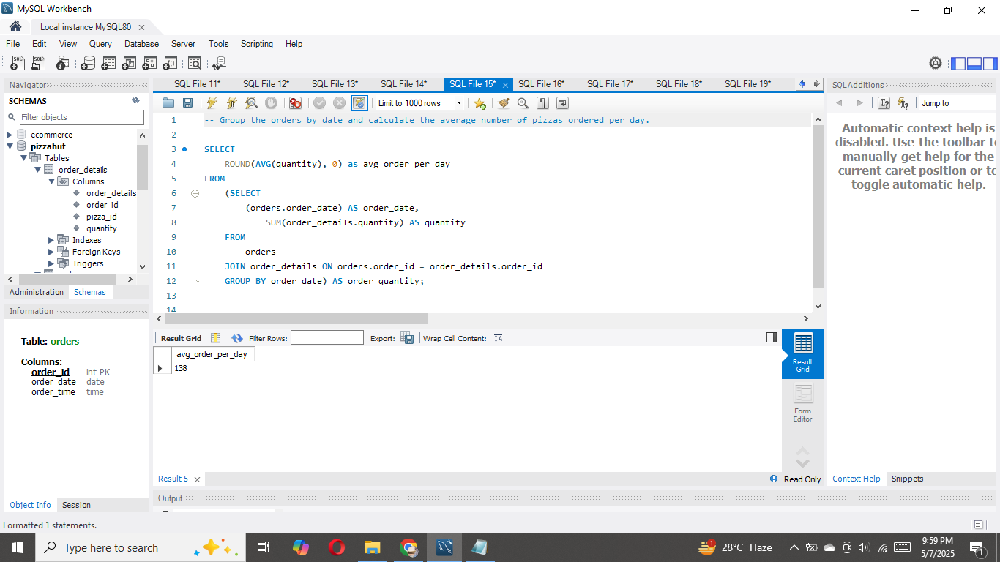 MySQL Workbench
Local instance MySQL80
File Edit View Query Database Server Tools Scripting Help
Navigator
SCHEMAS
Filter objects
ecommerce
pizzahut
Tables
order_details
Columns
order_details
order_id
pizza_id
quantity
Indexes
Foreign Keys
Triggers
Administration Schemas
Information
Table: orders
Columns:
order_id int PK
order_date date
order_time time
Object Info Session
SQL File 11* SQL File 12* SQL File 13* SQL File 14* SQL File 15* SQL File 16* SQL File 17* SQL File 18* SQL File 19*
Limit to 1000 rows
1 -- Group the orders by date and calculate the average number of pizzas ordered per day.
2
3 SELECT
4 ROUND(AVG(quantity), 0) as avg_order_per_day
5 FROM
6 (SELECT
7 (orders.order_date) AS order_date,
8 SUM(order_details.quantity) AS quantity
9 FROM
10 orders
11 JOIN order_details ON orders.order_id = order_details.order_id
12 GROUP BY order_date) AS order_quantity;
13
14
Result Grid Filter Rows: Export: Wrap Cell Content:
avg_order_per_day
138
Result Grid
Form Editor
Result 5
Read Only
Output
SQLAdditions
Jump to
Automatic context help is
disabled. Use the toolbar to
manually get help for the
current caret position or to
toggle automatic help.
Context Help Snippets
Formatted 1 statements.
Type here to search
28°C Haze
9:59 PM
5/7/2025